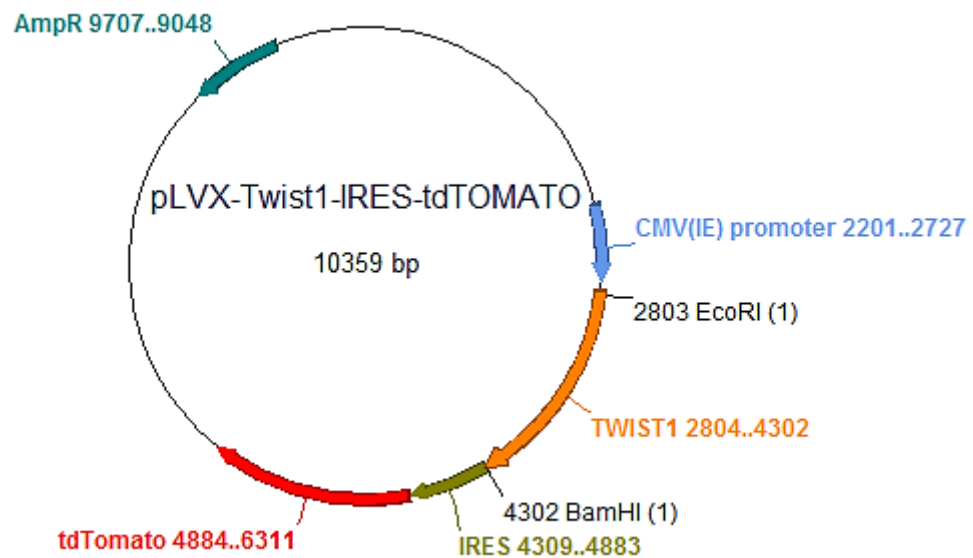 AmpR 9707..9048
pLVX-Twist1-IRES-tdTOMATO
10359 bp
CMV(IE) promoter 2201..2727
2803 EcoRI (1)
TWIST1 2804..4302
4302 BamHI (1)
IRES 4309..4883
tdTomato 4884..6311